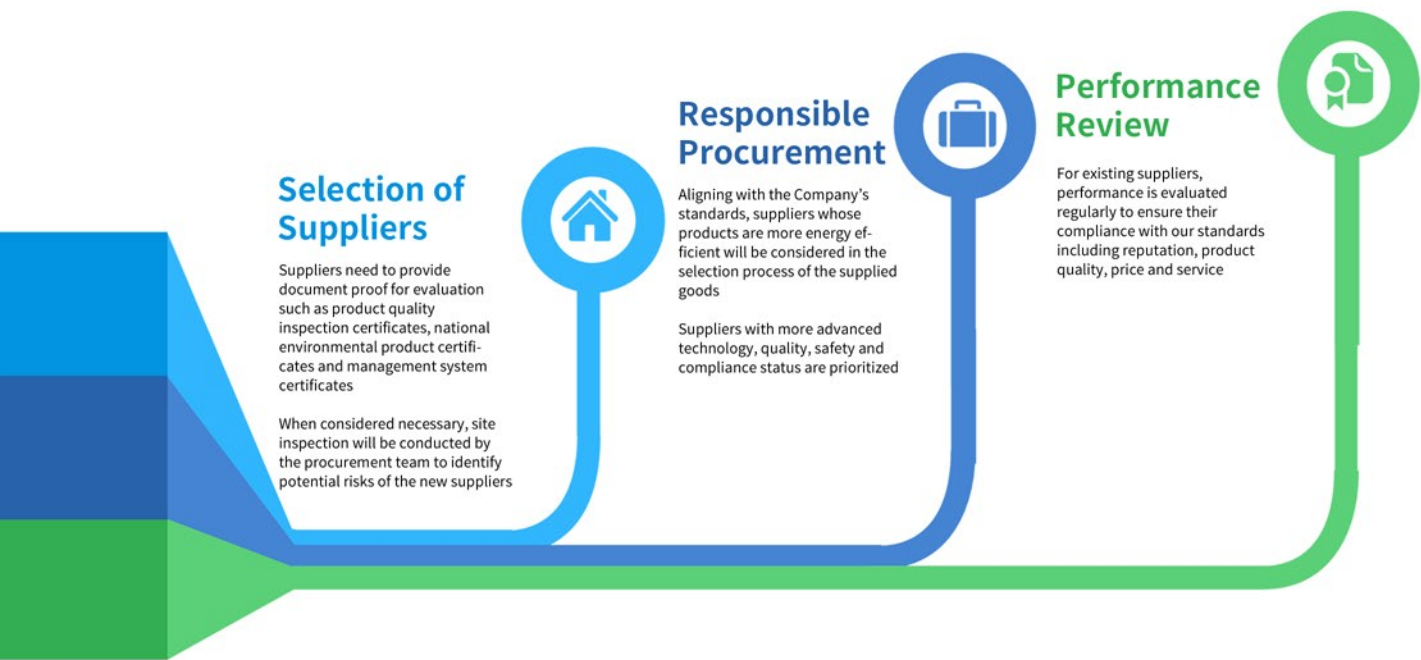 Selection of
Suppliers
Suppliers need to provide
document proof for evaluation
such as product quality
inspection certificates, national
environmental product certifi-
cates and management system
certificates
When considered necessary, site
inspection will be conducted by
the procurement team to identify
potential risks of the new suppliers
Responsible
Procurement
Aligning with the Company’s
standards, suppliers whose
products are more energy ef-
ficient will be considered in the
selection process of the supplied
goods
Suppliers with more advanced
technology, quality, safety and
compliance status are prioritized
Performance
Review
For existing suppliers,
performance is evaluated
regularly to ensure their
compliance with our standards
including reputation, product
quality, price and service